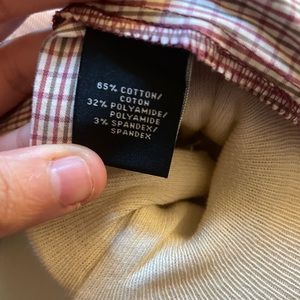 65% COTTON/
COTON
32% POLYAMIDE/
POLYAMIDE
3% SPANDEX/
SPANDEX